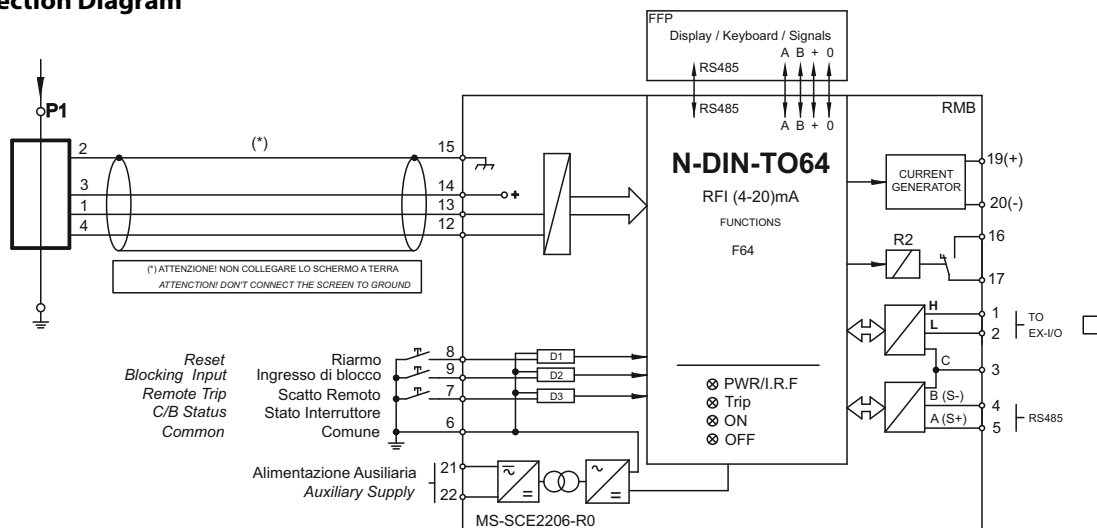 ection Diagram
FFP
Display / Keyboard / Signals
RS485
A B + 0
P1
RS485
A B + 0
RMB
2
(*)
15
3
14
+
1
13
4
12
N-DIN-TO64
RFI (4-20)mA
FUNCTIONS
F64
CURRENT
GENERATOR
19(+)
20(-)
R2
16
17
(*) ATTENZIONE! NON COLLEGARE LO SCHERMO A TERRA
ATTENCTION! DON'T CONNECT THE SCREEN TO GROUND
H
1
L
2
TO
EX-I/O
C
3
B (S-)
4
A (S+)
5
RS485
Reset Riarmo 8 D1
Blocking Input Ingresso di blocco 9 D2
Remote Trip Scatto Remoto 7 D3
C/B Status Stato Interruttore
Common Comune 6
PWR/I.R.F
Trip
ON
OFF
Alimentazione Ausiliaria 21
Auxiliary Supply 22
MS-SCE2206-R0